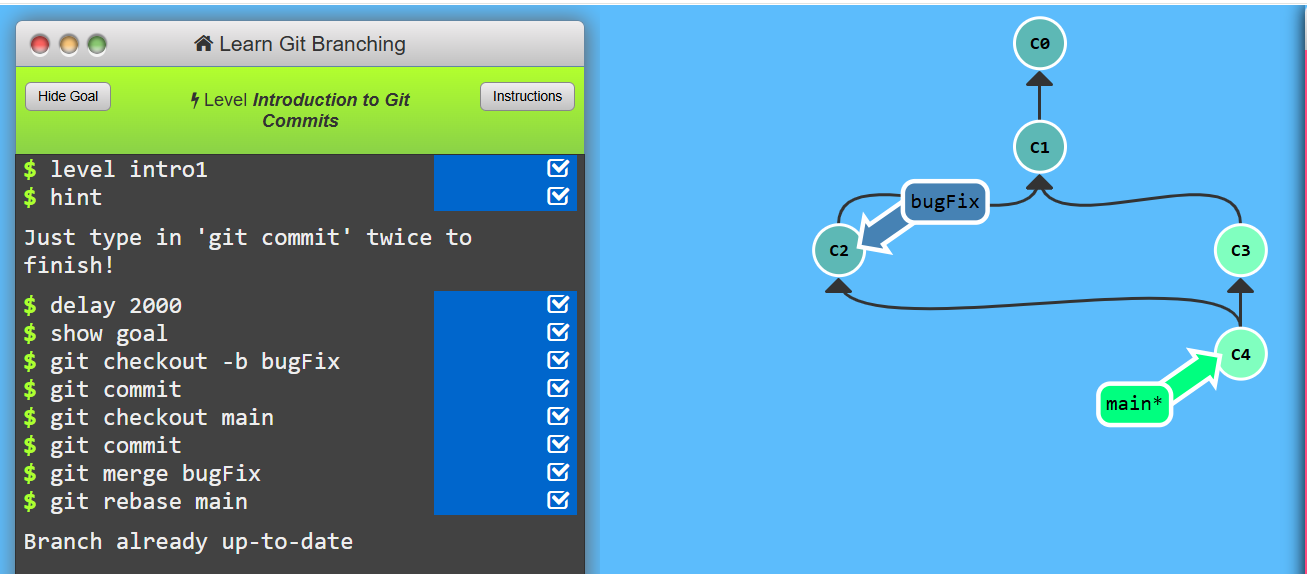 Learn Git Branching
Hide Goal
Level Introduction to Git
Commits
Instructions
$ level intro1
$ hint
Just type in 'git commit' twice to
finish!
$ delay 2000
$ show goal
$ git checkout -b bugFix
$ git commit
$ git checkout main
$ git commit
$ git merge bugFix
$ git rebase main
Branch already up-to-date
C0
C1
bugFix
C2
C3
C4
main*